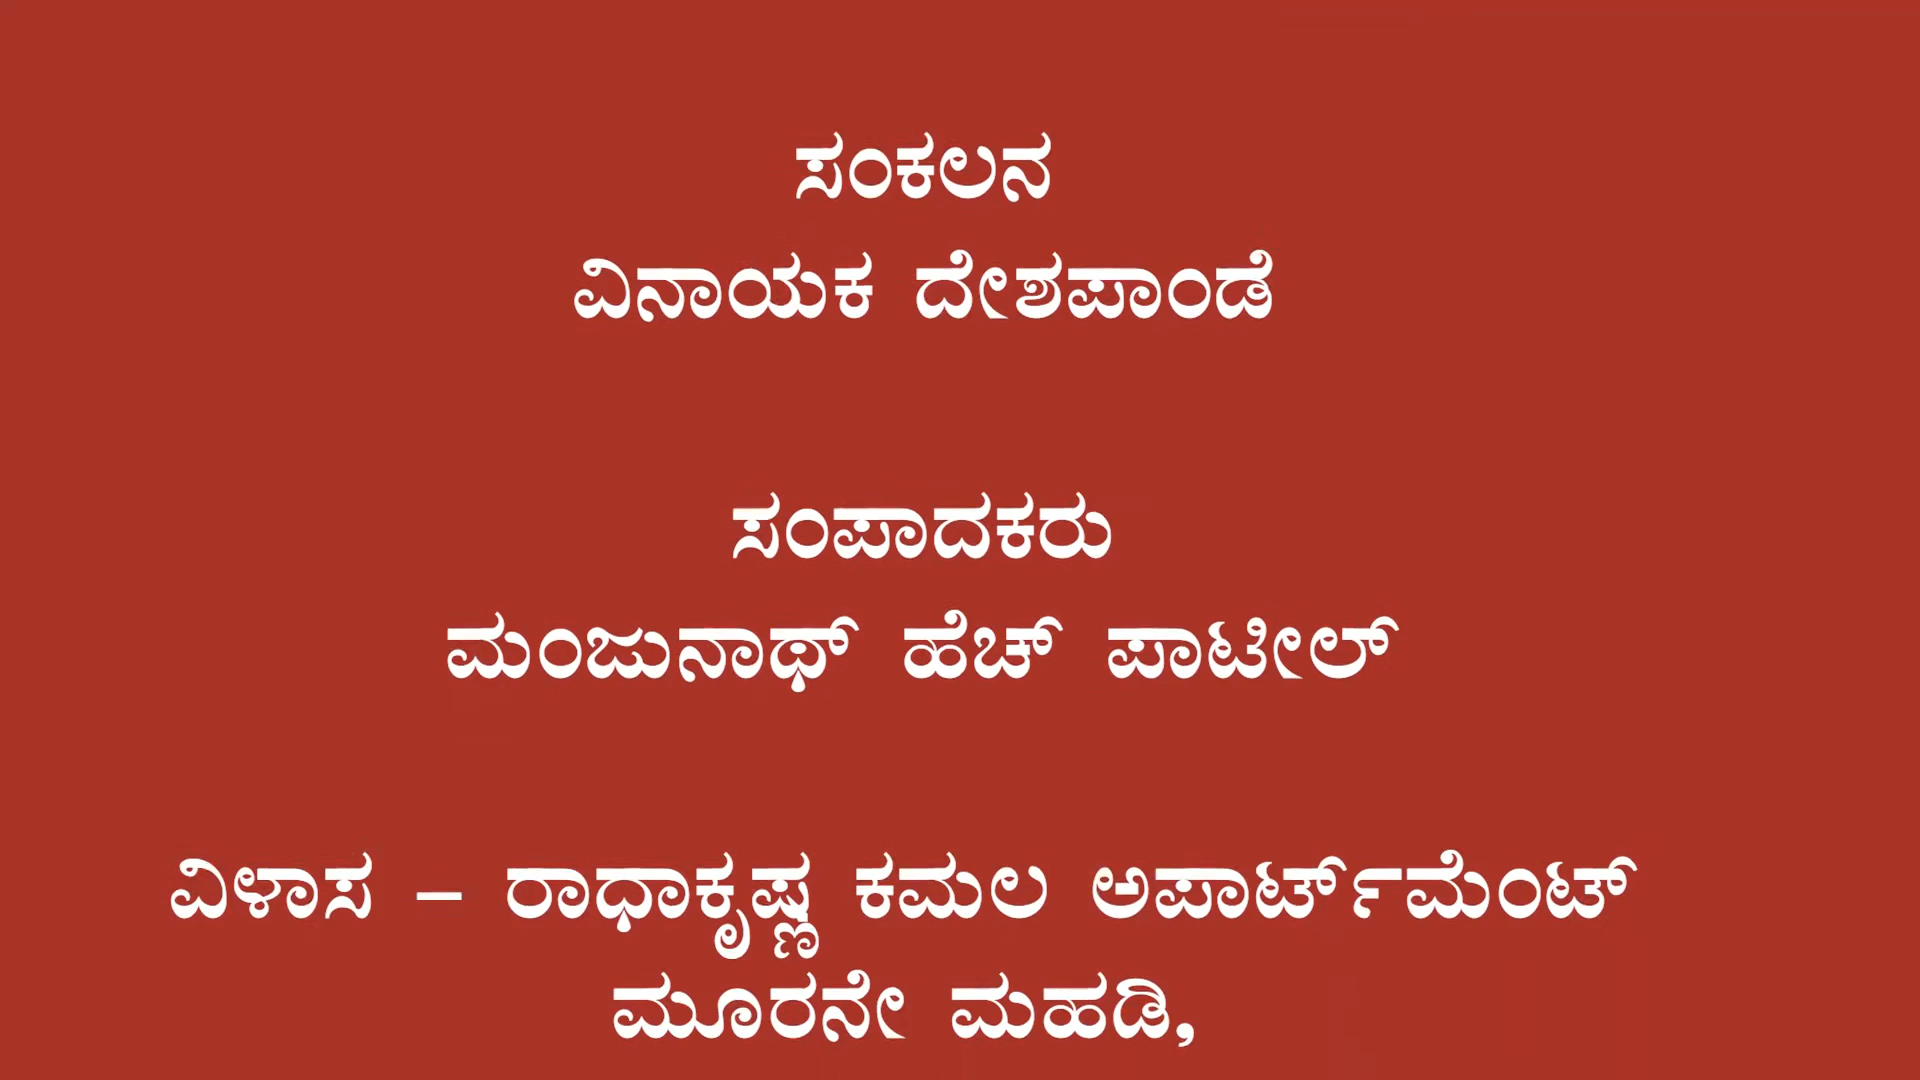 ಸಂಕಲನ
ವಿನಾಯಕ ದೇಶಪಾಂಡೆ
ಸಂಪಾದಕರು
ಮಂಜುನಾಥ್ ಹೆಚ್ ಪಾಟೀಲ್
ವಿಳಾಸ – ರಾಧಾಕೃಷ್ಣ ಕಮಲ ಅಪಾರ್ಟ್ಮೆಂಟ್
ಮೂರನೇ ಮಹಡಿ,